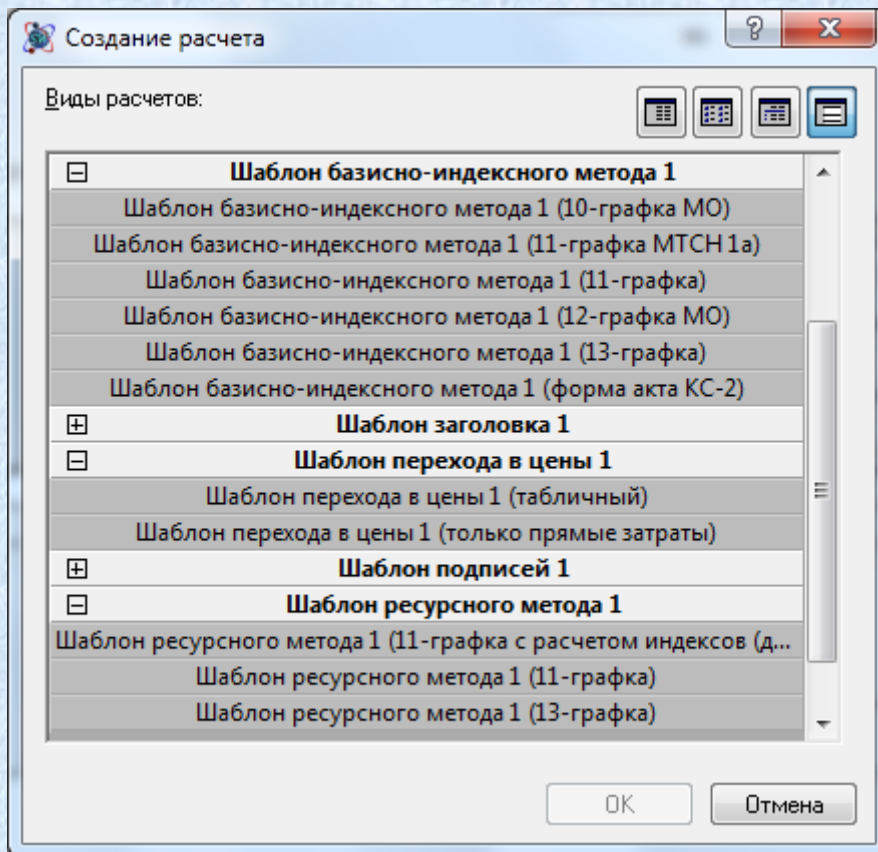 Создание расчета
Виды расчетов:
Шаблон базисно-индексного метода 1
Шаблон базисно-индексного метода 1 (10-графка МО)
Шаблон базисно-индексного метода 1 (11-графка МТСН 1а)
Шаблон базисно-индексного метода 1 (11-графка)
Шаблон базисно-индексного метода 1 (12-графка МО)
Шаблон базисно-индексного метода 1 (13-графка)
Шаблон базисно-индексного метода 1 (форма акта КС-2)
Шаблон заголовка 1
Шаблон перехода в цены 1
Шаблон перехода в цены 1 (табличный)
Шаблон перехода в цены 1 (только прямые затраты)
Шаблон подписей 1
Шаблон ресурсного метода 1
Шаблон ресурсного метода 1 (11-графка с расчетом индексов (д...
Шаблон ресурсного метода 1 (11-графка)
Шаблон ресурсного метода 1 (13-графка)
ОК Отмена